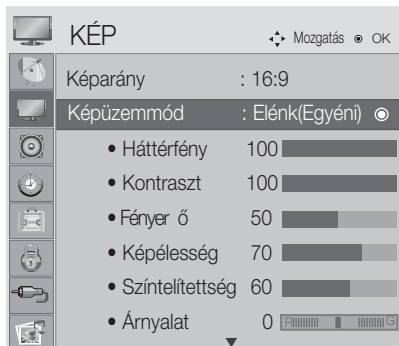 KÉP Mozgatás OK
Képarány : 16:9
Képüzemmód : Elénk(Egyéni)
• Háttérfény 100
• Kontraszt 100
• Fényer ő 50
• Képélesség 70
• Színtelítettség 60
• Árnyalat 0 R G